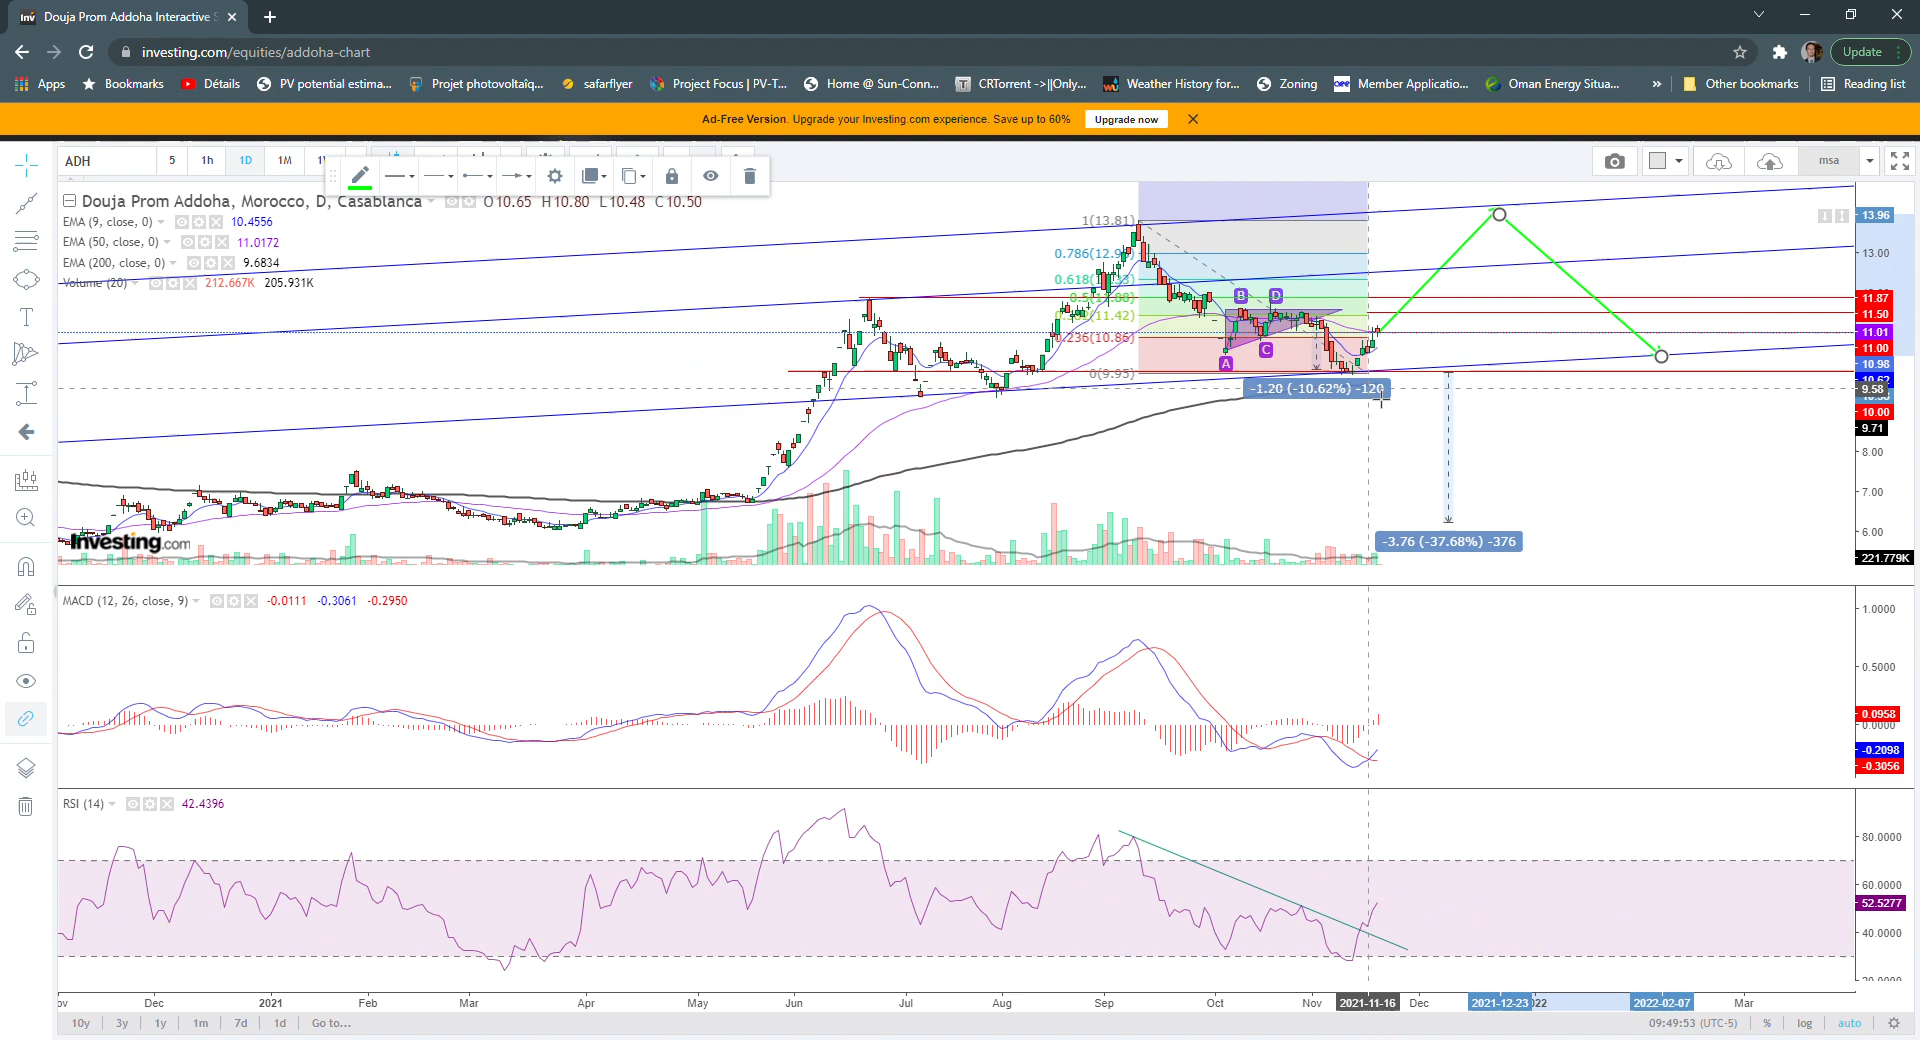 Douja Prom Addoha Interactive S
investing.com/equities/addoha-chart
Update
Apps Bookmarks Détails PV potential estima... Projet photovoltaîq... safarflyer Project Focus | PV-T... Home @ Sun-Conn... CRTorrent ->||Only... Weather History for... Zoning Member Applicatio... Oman Energy Situa... » Other bookmarks Reading list
Ad-Free Version. Upgrade your Investing.com experience. Save up to 60% Upgrade now
ADH 5 1h 1D 1M msa
Douja Prom Addoha, Morocco, D, Casablanca O10.65 H10.80 L10.48 C10.50
EMA (9, close, 0) 10.4556
EMA (50, close, 0) 11.0172
EMA (200, close, 0) 9.6834
Volume (20) 212.667K 205.931K
1(13.81)
0.236(10.86)
0(9.95)
A
B
C
D
-1.20 (-10.62%) -120
-3.76 (-37.68%) -376
13.96
13.00
11.87
11.50
11.01
11.00
10.98
9.58
10.00
9.71
8.00
7.00
6.00
221.779K
Investing.com
MACD (12, 26, close, 9) -0.0111 -0.3061 -0.2950
1.0000
0.5000
0.0958
0.0000
-0.2098
-0.3056
RSI (14) 42.4396
80.0000
60.0000
52.5277
40.0000
Dec 2021 Feb Mar Apr May Jun Jul Aug Sep Oct Nov 2021-11-16 Dec 2021-12-23 2022-02-07 Mar
10y 3y 1y 1m 7d 1d Go to... 09:49:53 (UTC-5) % log auto